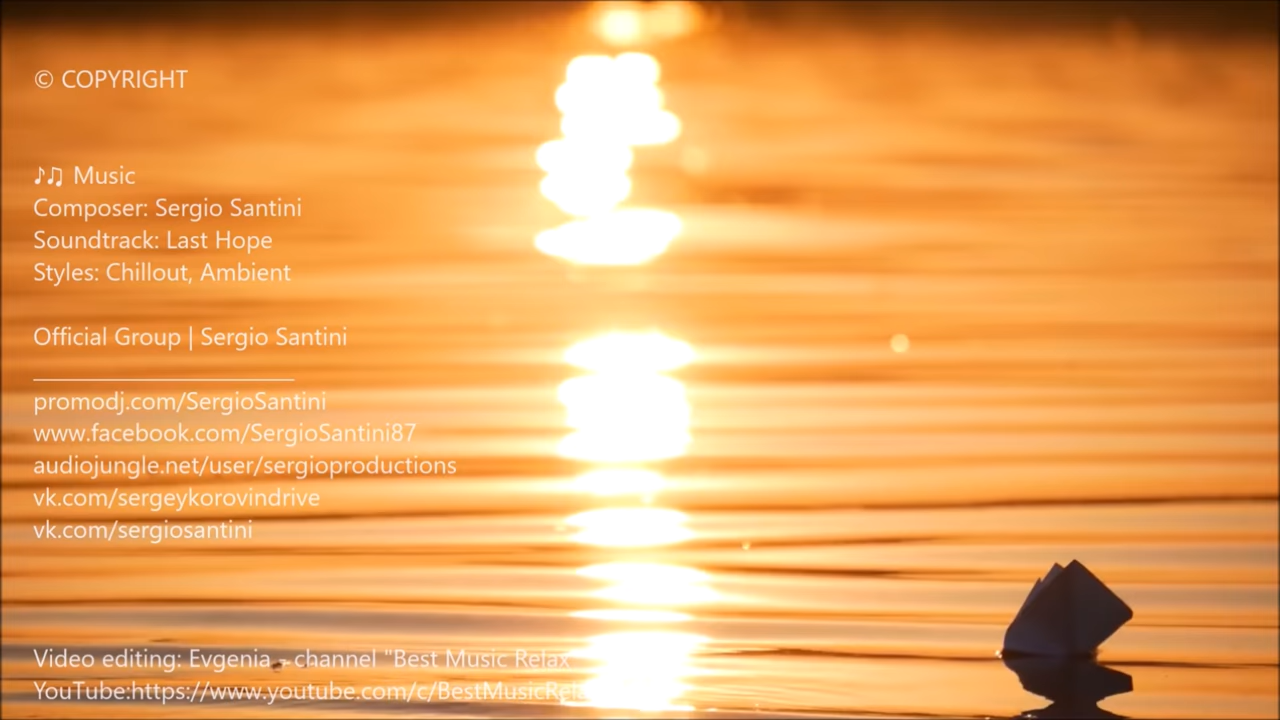 © COPYRIGHT
♪♫ Music
Composer: Sergio Santini
Soundtrack: Last Hope
Styles: Chillout, Ambient
Official Group | Sergio Santini
____________________
promodj.com/SergioSantini
www.facebook.com/SergioSantini87
audiojungle.net/user/sergioproductions
vk.com/sergeykorovindrive
vk.com/sergiosantini
Video editing: Evgenia - channel "Best Music Relax"
YouTube:https://www.youtube.com/c/BestMusicRelax